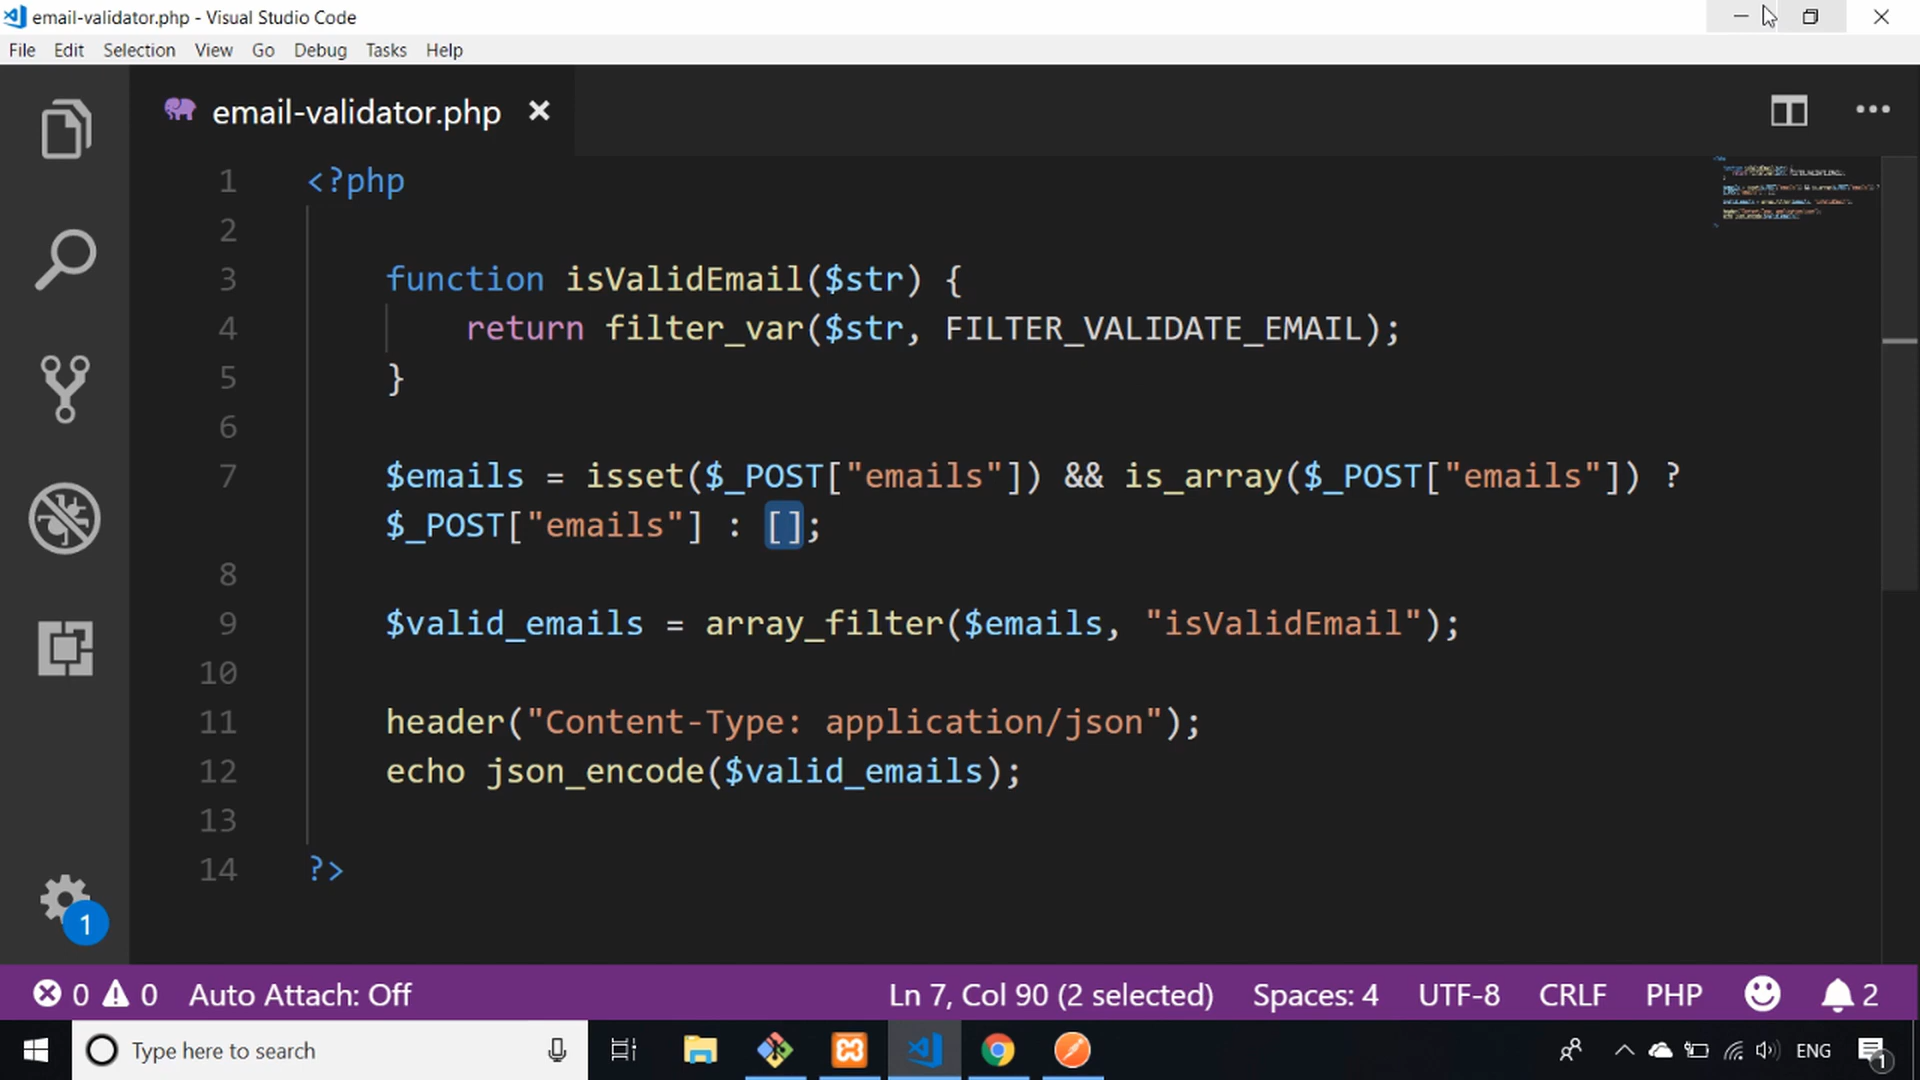 email-validator.php - Visual Studio Code
File Edit Selection View Go Debug Tasks Help
email-validator.php
1 <?php
2
3 function isValidEmail($str) {
4 return filter_var($str, FILTER_VALIDATE_EMAIL);
5 }
6
7 $emails = isset($_POST["emails"]) && is_array($_POST["emails"]) ?
$_POST["emails"] : [];
8
9 $valid_emails = array_filter($emails, "isValidEmail");
10
11 header("Content-Type: application/json");
12 echo json_encode($valid_emails);
13
14 ?>
1
0 0 Auto Attach: Off Ln 7, Col 90 (2 selected) Spaces: 4 UTF-8 CRLF PHP 2
Type here to search ENG 1